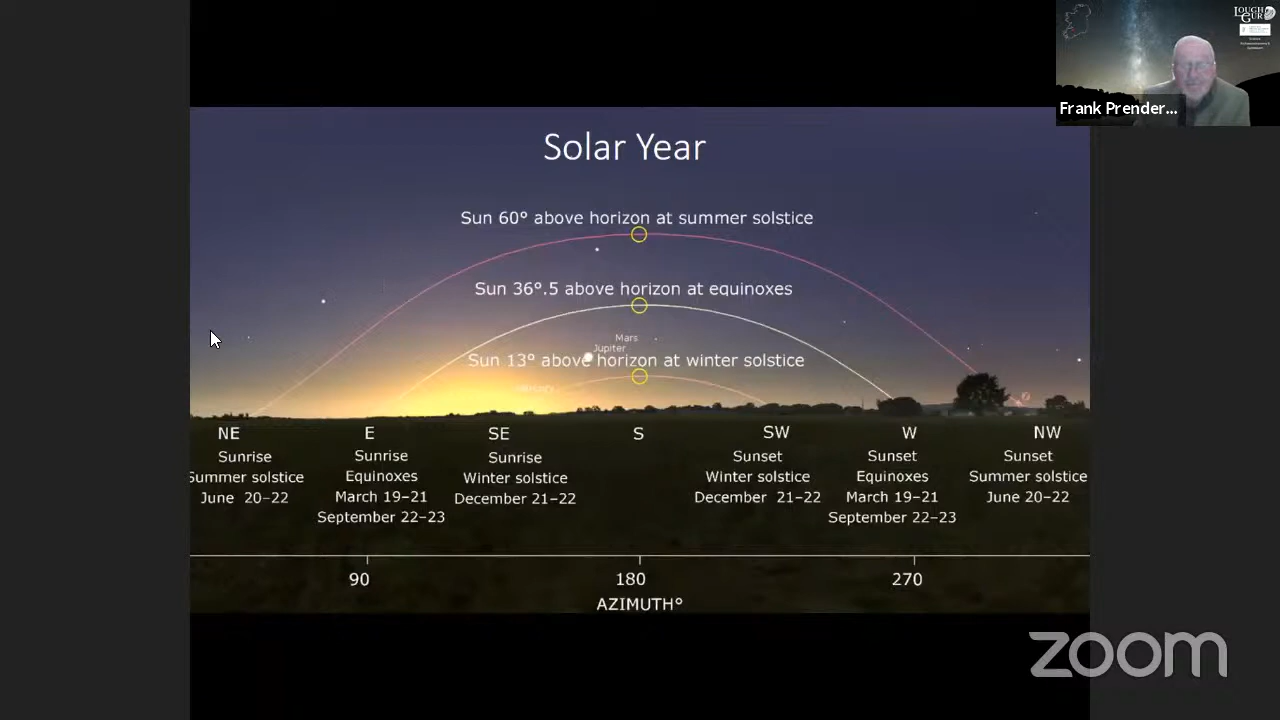 LOUGH
GUR
Frank Prender...
Solar Year
Sun 60° above horizon at summer solstice
Sun 36°.5 above horizon at equinoxes
Mars
Jupiter
Sun 13° above horizon at winter solstice
Mercury
NE
Sunrise
Summer solstice
June 20–22
E
Sunrise
Equinoxes
March 19–21
September 22–23
SE
Sunrise
Winter solstice
December 21–22
S
SW
Sunset
Winter solstice
December 21–22
W
Sunset
Equinoxes
March 19–21
September 22–23
NW
Sunset
Summer solstice
June 20–22
90
180
270
AZIMUTH°
zoom